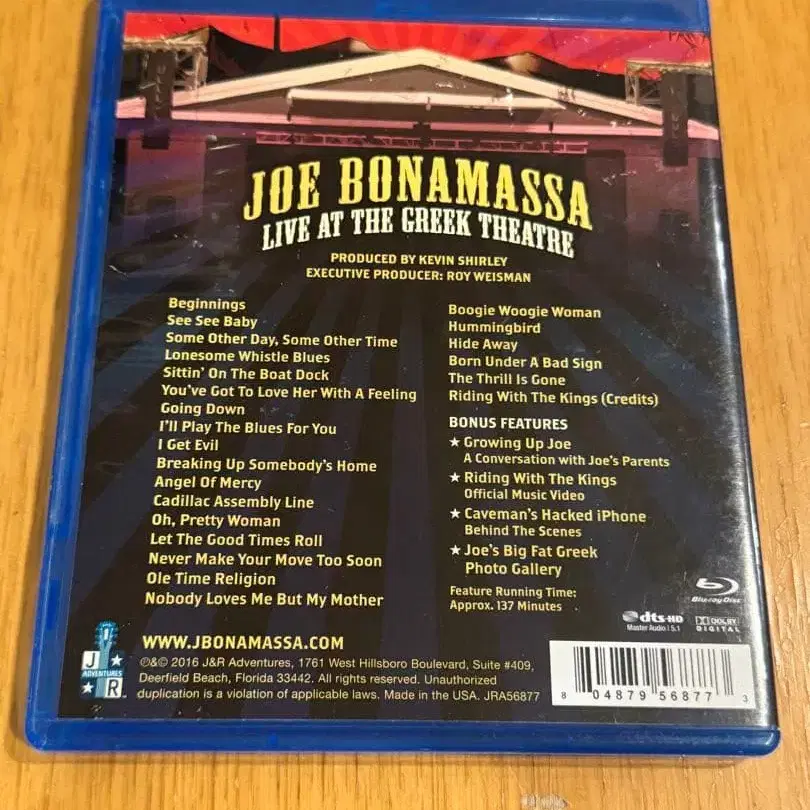 JOE BONAMASSA
LIVE AT THE GREEK THEATRE
PRODUCED BY KEVIN SHIRLEY
EXECUTIVE PRODUCER: ROY WEISMAN
Beginnings
See See Baby
Some Other Day, Some Other Time
Lonesome Whistle Blues
Sittin' On The Boat Dock
You've Got To Love Her With A Feeling
Going Down
I'll Play The Blues For You
I Get Evil
Breaking Up Somebody's Home
Angel Of Mercy
Cadillac Assembly Line
Oh, Pretty Woman
Let The Good Times Roll
Never Make Your Move Too Soon
Ole Time Religion
Nobody Loves Me But My Mother
Boogie Woogie Woman
Hummingbird
Hide Away
Born Under A Bad Sign
The Thrill Is Gone
Riding With The Kings (Credits)
BONUS FEATURES
★ Growing Up Joe
A Conversation with Joe's Parents
★ Riding With The Kings
Official Music Video
★ Caveman's Hacked iPhone
Behind The Scenes
★ Joe's Big Fat Greek
Photo Gallery
Feature Running Time:
Approx. 137 Minutes
Blu-ray Disc
dts-HD
Master Audio | 5.1
DOLBY
DIGITAL
WWW.JBONAMASSA.COM
J&R ADVENTURES
℗&© 2016 J&R Adventures, 1761 West Hillsboro Boulevard, Suite #409,
Deerfield Beach, Florida 33442. All rights reserved. Unauthorized
duplication is a violation of applicable laws. Made in the USA. JRA56877
8 04879 56877 3